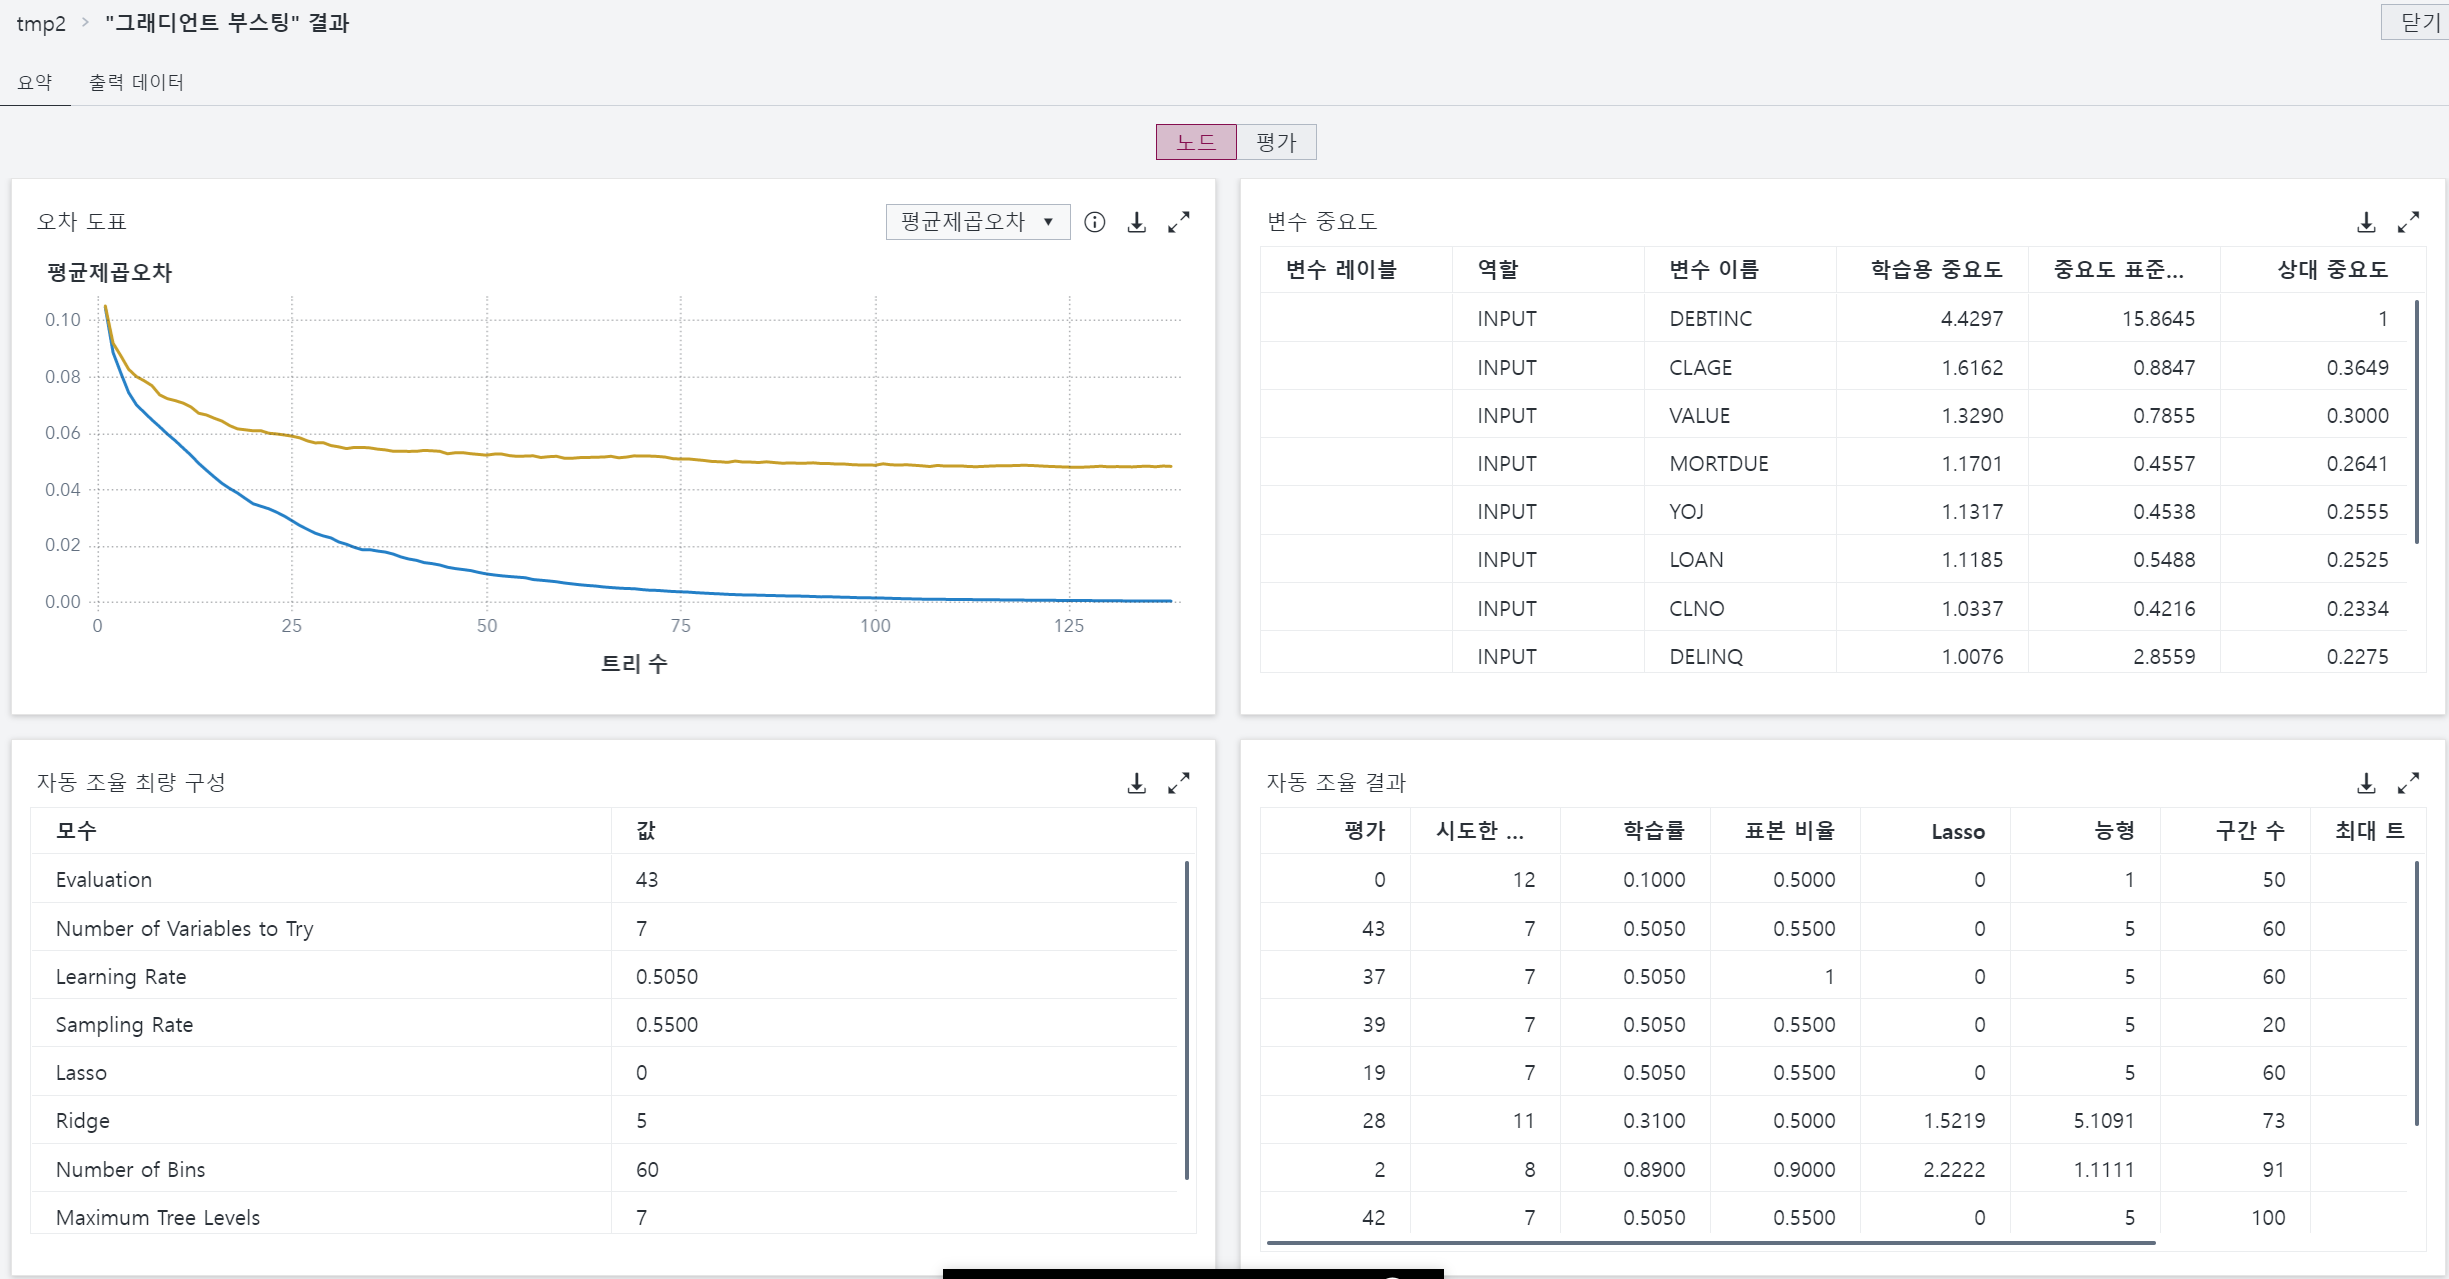 tmp2 > "그래디언트 부스팅" 결과
닫기
요약 출력 데이터
노드 평가
오차 도표
평균제곱오차
평균제곱오차
0.10
0.08
0.06
0.04
0.02
0.00
0 25 50 75 100 125
트리 수
변수 중요도
변수 레이블 역할 변수 이름 학습용 중요도 중요도 표준... 상대 중요도
INPUT DEBTINC 4.4297 15.8645 1
INPUT CLAGE 1.6162 0.8847 0.3649
INPUT VALUE 1.3290 0.7855 0.3000
INPUT MORTDUE 1.1701 0.4557 0.2641
INPUT YOJ 1.1317 0.4538 0.2555
INPUT LOAN 1.1185 0.5488 0.2525
INPUT CLNO 1.0337 0.4216 0.2334
INPUT DELINQ 1.0076 2.8559 0.2275
자동 조율 최량 구성
모수 값
Evaluation 43
Number of Variables to Try 7
Learning Rate 0.5050
Sampling Rate 0.5500
Lasso 0
Ridge 5
Number of Bins 60
Maximum Tree Levels 7
자동 조율 결과
평가 시도한 ... 학습률 표본 비율 Lasso 능형 구간 수 최대 트
0 12 0.1000 0.5000 0 1 50
43 7 0.5050 0.5500 0 5 60
37 7 0.5050 1 0 5 60
39 7 0.5050 0.5500 0 5 20
19 7 0.5050 0.5500 0 5 60
28 11 0.3100 0.5000 1.5219 5.1091 73
2 8 0.8900 0.9000 2.2222 1.1111 91
42 7 0.5050 0.5500 0 5 100